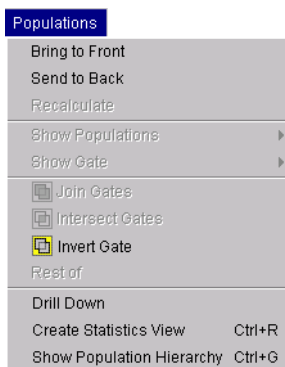 Populations
Bring to Front
Send to Back
Recalculate
Show Populations
Show Gate
Join Gates
Intersect Gates
Invert Gate
Rest of
Drill Down
Create Statistics View Ctrl+R
Show Population Hierarchy Ctrl+G